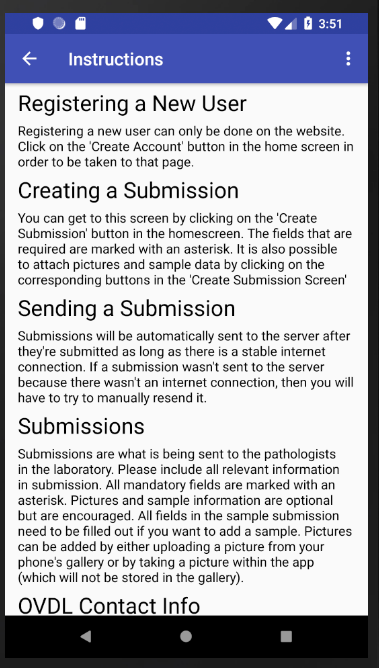 3:51
Instructions
Registering a New User
Registering a new user can only be done on the website.
Click on the 'Create Account' button in the home screen in
order to be taken to that page.
Creating a Submission
You can get to this screen by clicking on the 'Create
Submission' button in the homescreen. The fields that are
required are marked with an asterisk. It is also possible
to attach pictures and sample data by clicking on the
corresponding buttons in the 'Create Submission Screen'
Sending a Submission
Submissions will be automatically sent to the server after
they're submitted as long as there is a stable internet
connection. If a submission wasn't sent to the server
because there wasn't an internet connection, then you will
have to try to manually resend it.
Submissions
Submissions are what is being sent to the pathologists
in the laboratory. Please include all relevant information
in submission. All mandatory fields are marked with an
asterisk. Pictures and sample information are optional
but are encouraged. All fields in the sample submission
need to be filled out if you want to add a sample. Pictures
can be added by either uploading a picture from your
phone's gallery or by taking a picture within the app
(which will not be stored in the gallery).
OVDL Contact Info